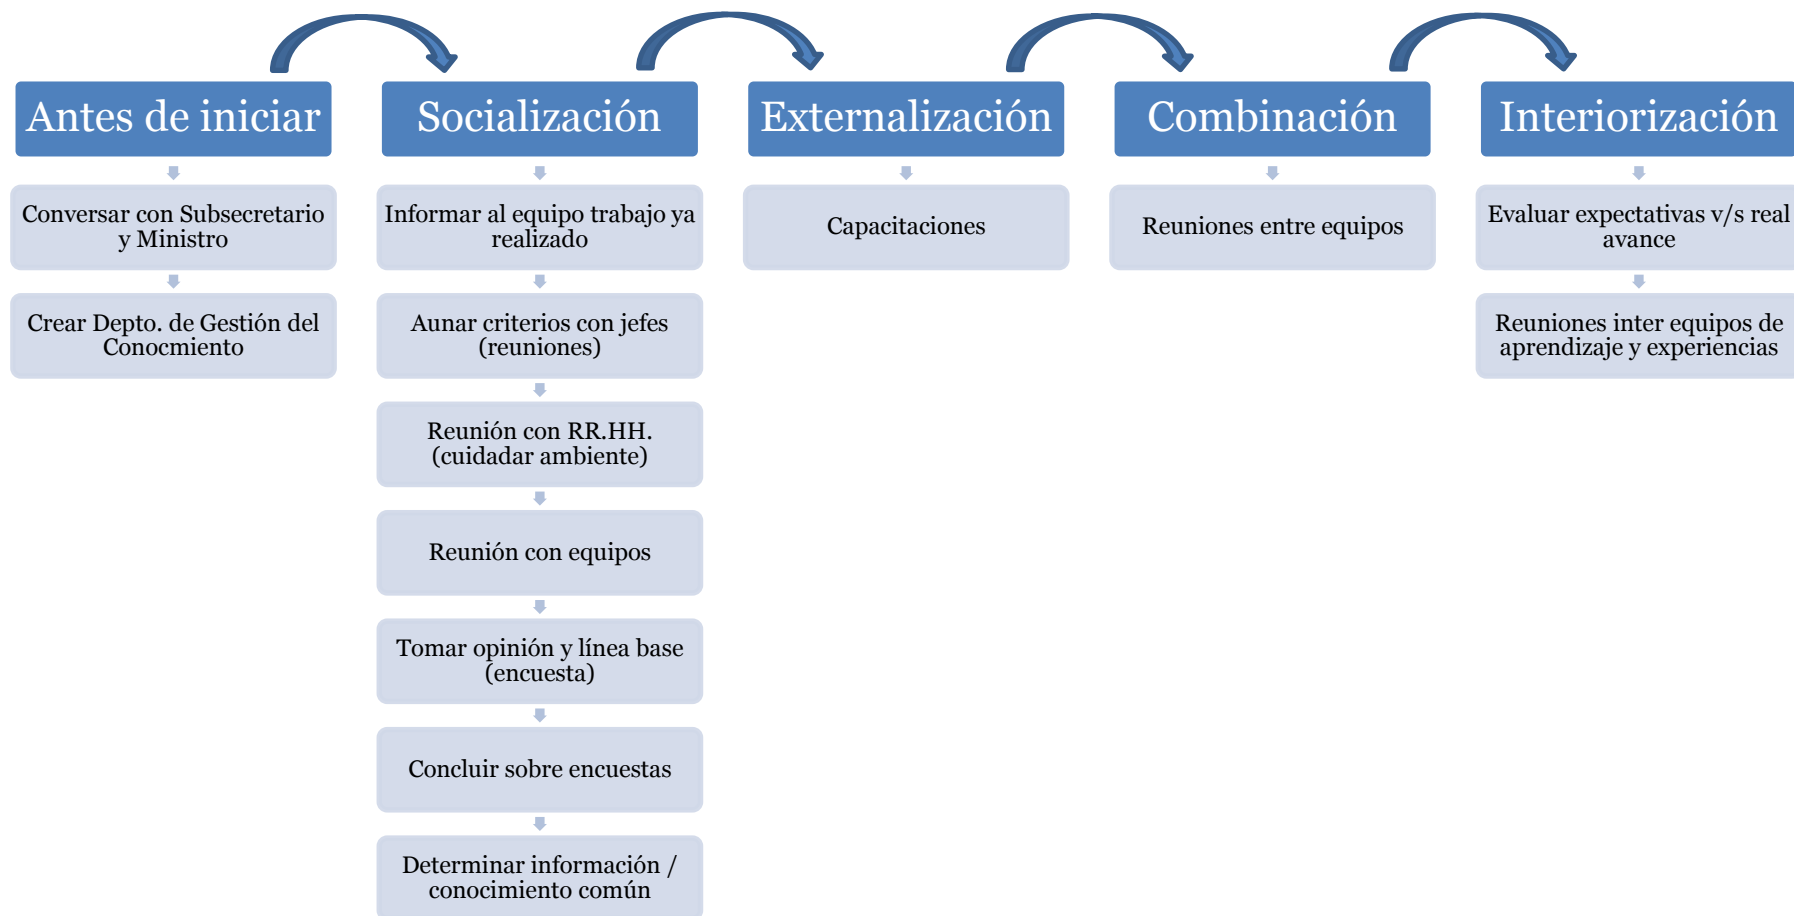 Antes de iniciar
Conversar con Subsecretario
y Ministro
Crear Depto. de Gestión del
Conocmiento
Socialización
Informar al equipo trabajo ya
realizado
Aunar criterios con jefes
(reuniones)
Reunión con RR.HH.
(cuidadar ambiente)
Reunión con equipos
Tomar opinión y línea base
(encuesta)
Concluir sobre encuestas
Determinar información /
conocimiento común
Externalización
Capacitaciones
Combinación
Reuniones entre equipos
Interiorización
Evaluar expectativas v/s real
avance
Reuniones inter equipos de
aprendizaje y experiencias